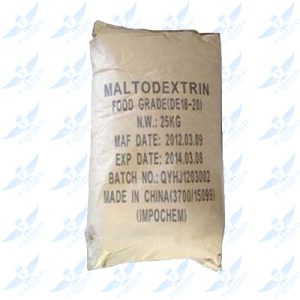 MALTODEXTRIN
FOOD GRADE(DE18-20)
N.W.: 25KG
MAF DATE: 2012.03.09
EXP DATE: 2014.03.08
BATCH NO.: QYHJ1203002
MADE IN CHINA(3700/15099)
(IMPOCHEM)